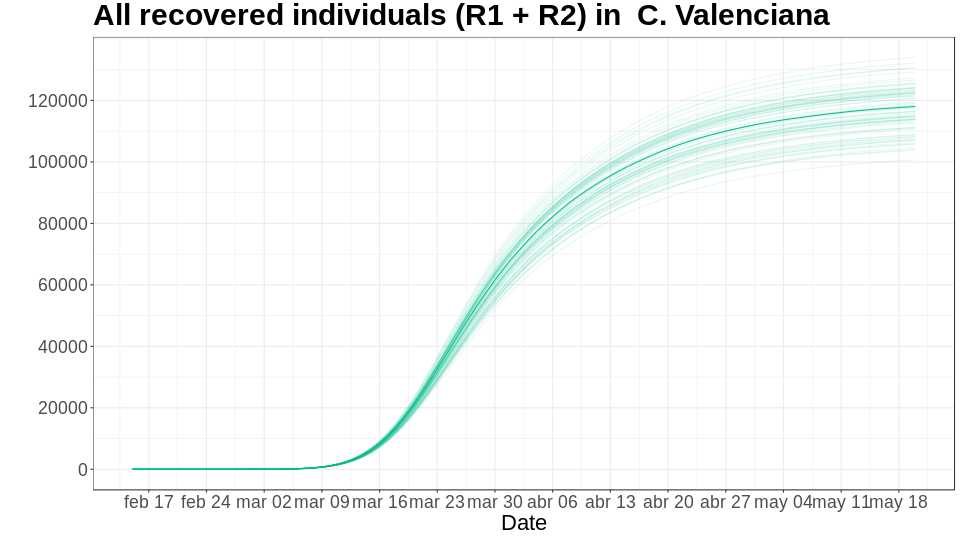 All recovered individuals (R1 + R2) in  C. Valenciana
120000
100000
80000
60000
40000
20000
0
feb 17 feb 24 mar 02 mar 09 mar 16 mar 23 mar 30 abr 06 abr 13 abr 20 abr 27 may 04 may 11 may 18
Date